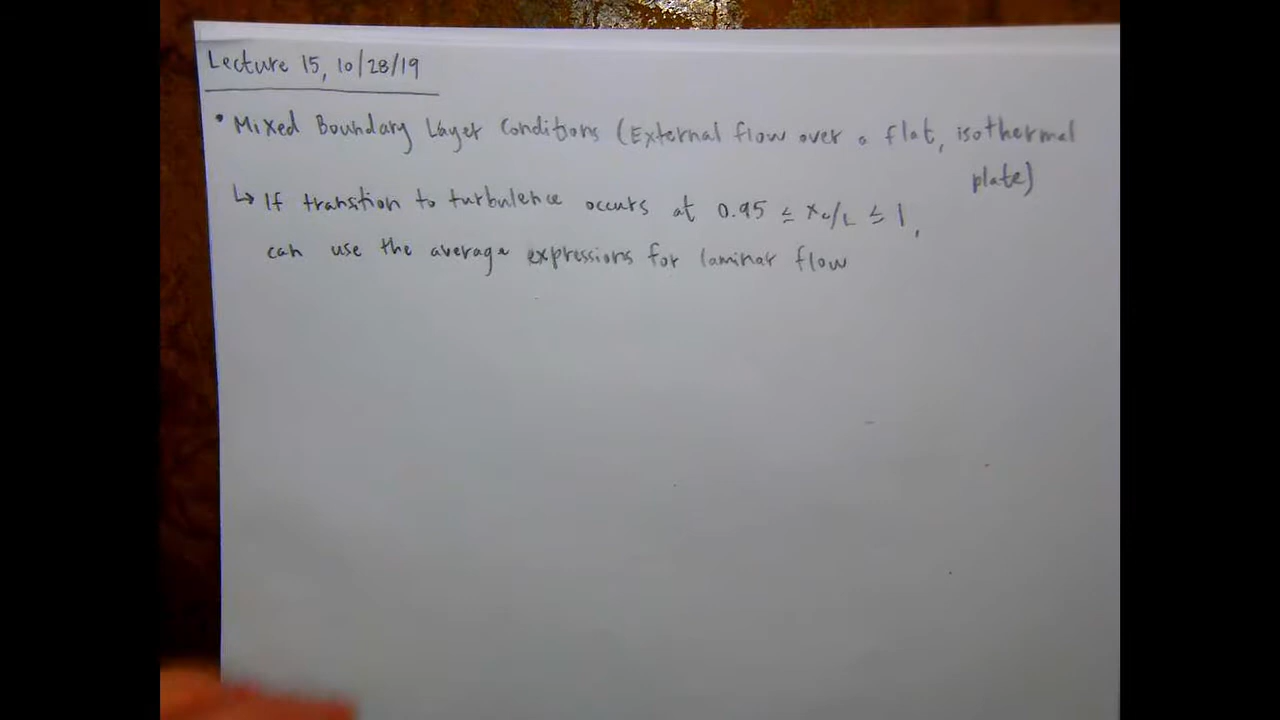 Lecture 15, 10/28/19
• Mixed Boundary Layer Conditions (External flow over a flat, isothermal
plate)
↳ If transtion to turbulence occurs at 0.95 ≤ xc/L ≤ 1,
can use the average expressions for laminar flow